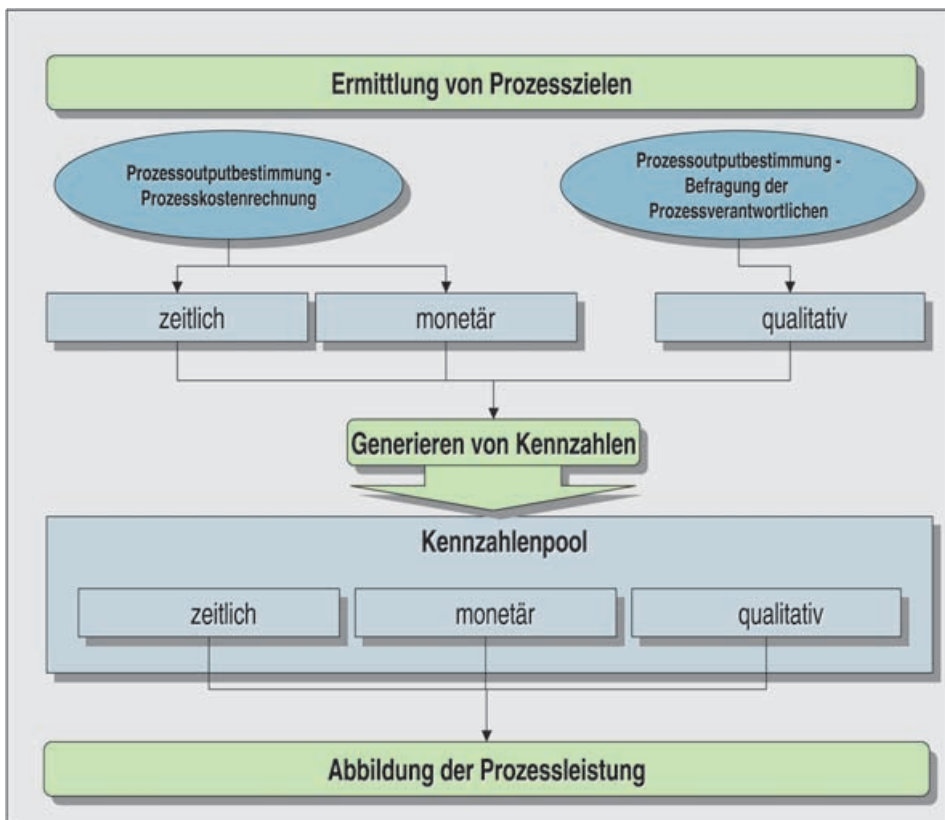 Ermittlung von Prozesszielen
Prozessoutputbestimmung -
Prozesskostenrechnung
Prozessoutputbestimmung -
Befragung der
Prozessverantwortlichen
zeitlich
monetär
qualitativ
Generieren von Kennzahlen
Kennzahlenpool
zeitlich
monetär
qualitativ
Abbildung der Prozessleistung